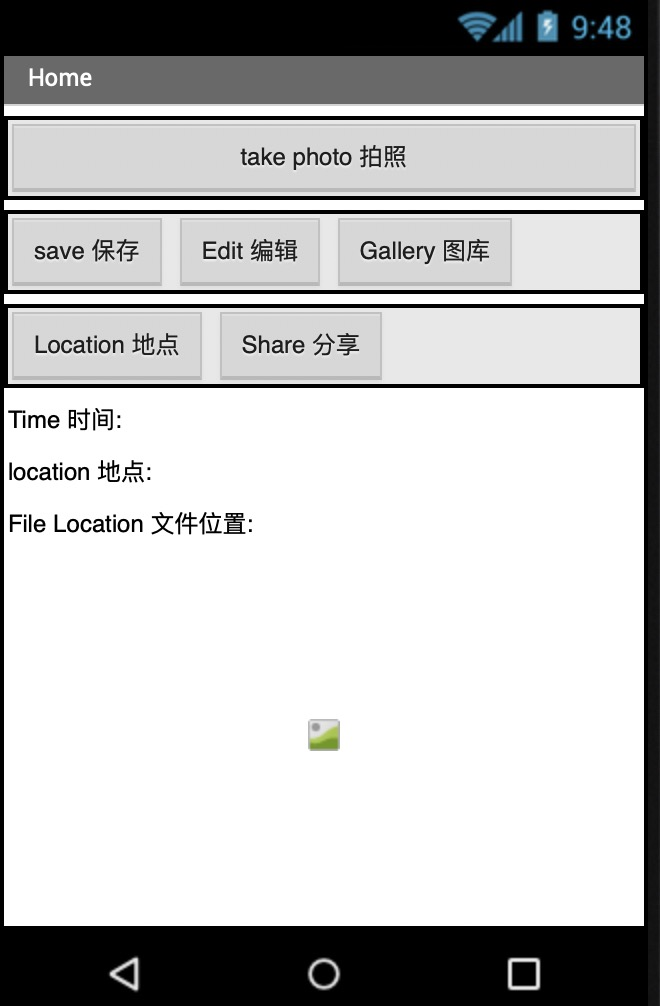 9:48
Home
take photo 拍照
save 保存 Edit 编辑 Gallery 图库
Location 地点 Share 分享
Time 时间:
location 地点:
File Location 文件位置: